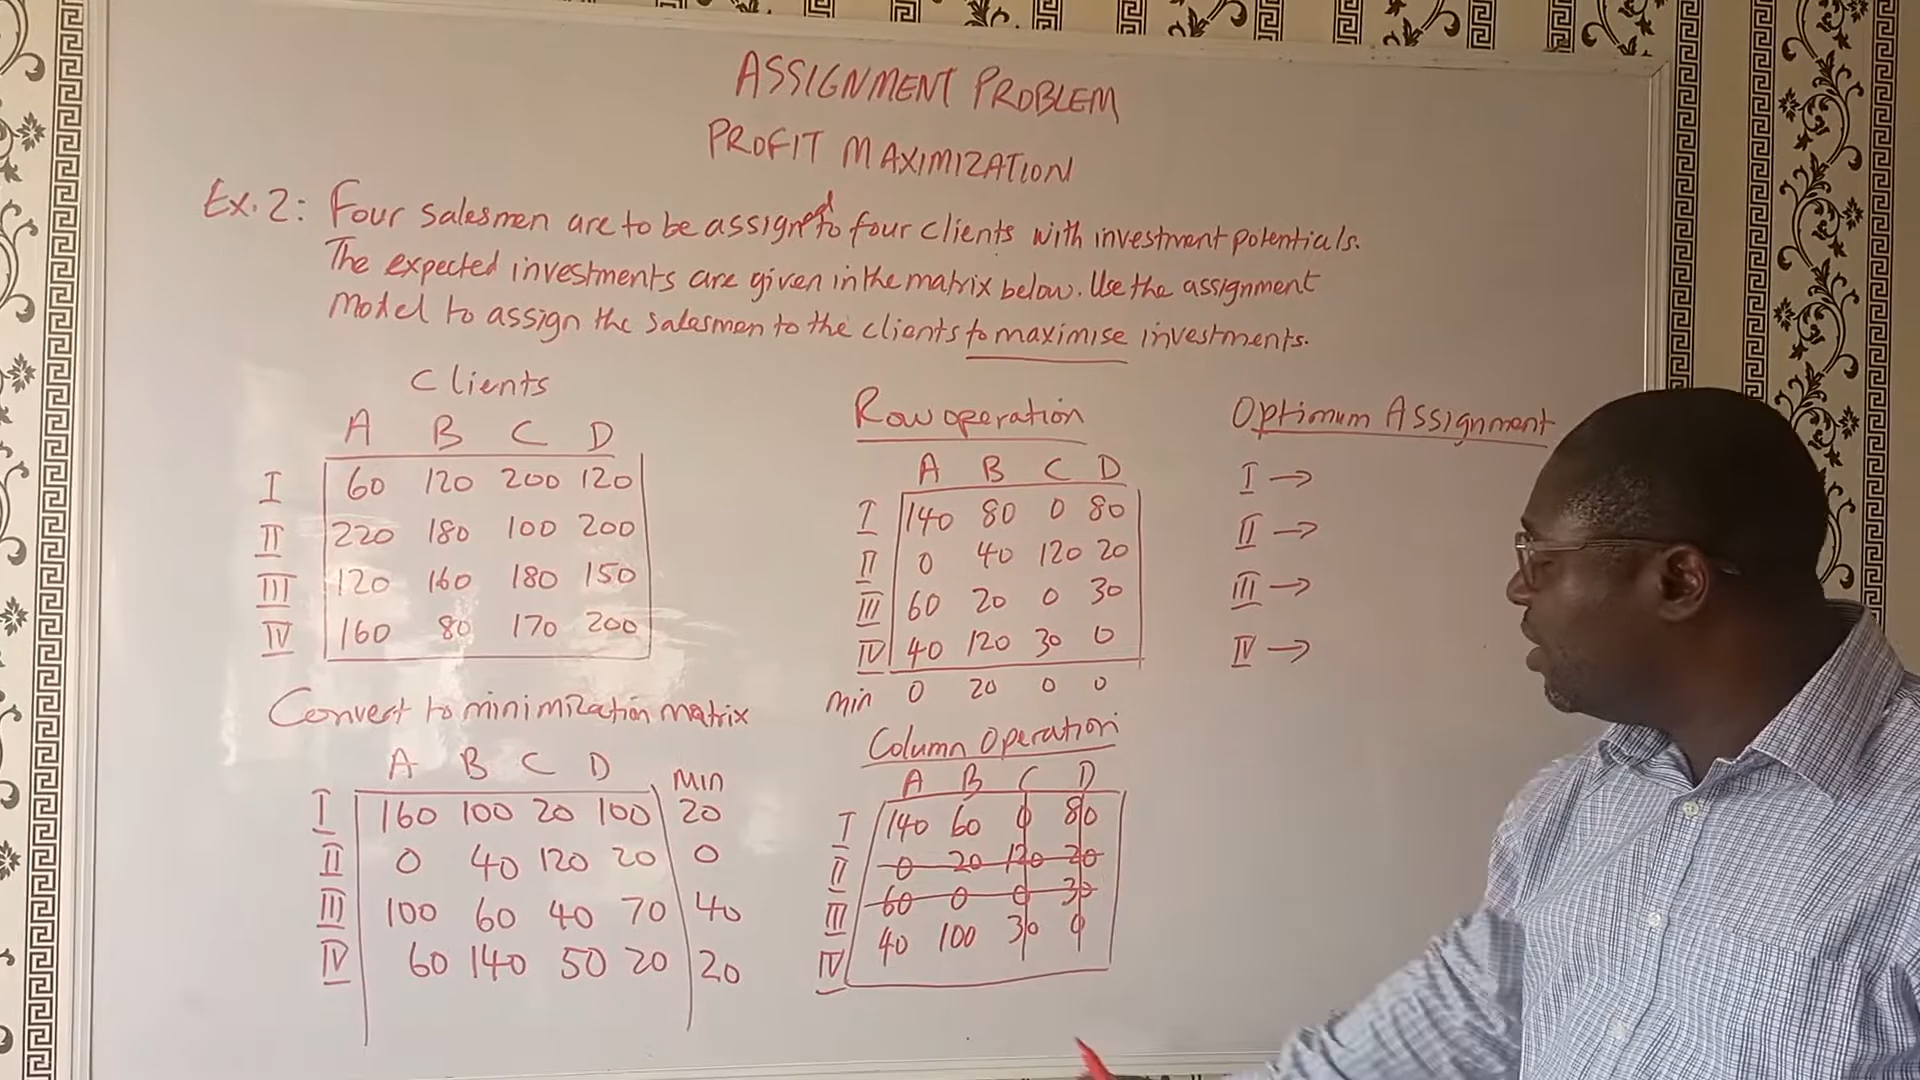 ASSIGNMENT PROBLEM
PROFIT MAXIMIZATION
Ex. 2: Four salesmen are to be assigned to four clients with investment potentials.
The expected investments are given in the matrix below. Use the assignment
Model to assign the salesmen to the clients to maximise investments.
Clients
A B C D
I 60 120 200 120
II 220 180 100 200
III 120 160 180 150
IV 160 80 170 200
Convert to minimization matrix
A B C D Min
I 160 100 20 100 20
II 0 40 120 20 0
III 100 60 40 70 40
IV 60 140 50 20 20
Row operation
A B C D
I 140 80 0 80
II 0 40 120 20
III 60 20 0 30
IV 40 120 30 0
min 0 20 0 0
Column Operation
A B C D
I 140 60 0 80
II 0 20 120 20
III 60 0 0 30
IV 40 100 30 0
Optimum Assignment
I →
II →
III →
IV →